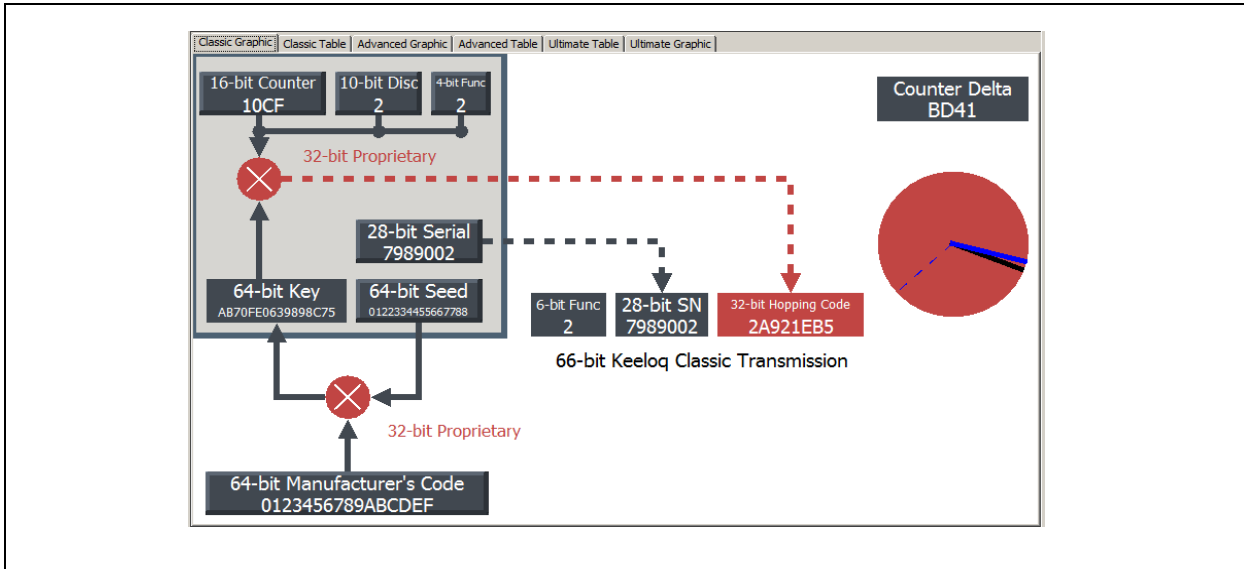 Classic Graphic Classic Table Advanced Graphic Advanced Table Ultimate Table Ultimate Graphic
16-bit Counter
10CF
10-bit Disc
2
4-bit Func
2
Counter Delta
BD41
32-bit Proprietary
28-bit Serial
7989002
64-bit Key
AB70FE0639898C75
64-bit Seed
0122334455667788
6-bit Func
2
28-bit SN
7989002
32-bit Hopping Code
2A921EB5
66-bit Keeloq Classic Transmission
32-bit Proprietary
64-bit Manufacturer's Code
0123456789ABCDEF